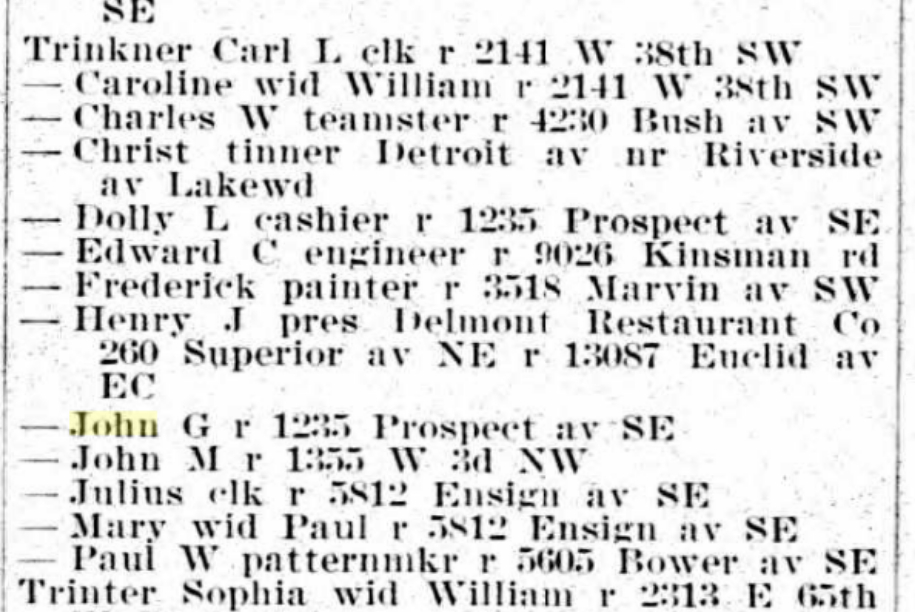 SE
Trinkner Carl L clk r 2141 W 38th SW
— Caroline wid William r 2141 W 38th SW
— Charles W teamster r 4230 Bush av SW
— Christ tinner Detroit av nr Riverside
av Lakewd
— Dolly L cashier r 1235 Prospect av SE
— Edward C engineer r 9026 Kinsman rd
— Frederick painter r 3518 Marvin av SW
— Henry J pres Delmont Restaurant Co
260 Superior av NE r 13087 Euclid av
EC
— John G r 1235 Prospect av SE
— John M r 1355 W 3d NW
— Julius clk r 5812 Ensign av SE
— Mary wid Paul r 5812 Ensign av SE
— Paul W patternmkr r 5605 Bower av SE
Trinter Sophia wid William r 2313 E 65th